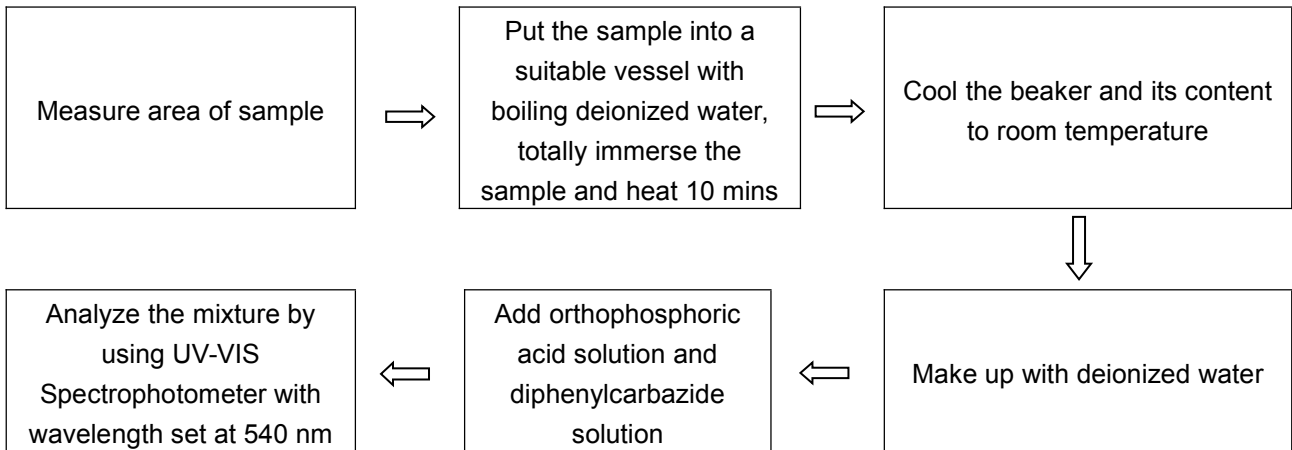 Measure area of sample
Put the sample into a
suitable vessel with
boiling deionized water,
totally immerse the
sample and heat 10 mins
Cool the beaker and its content
to room temperature
Make up with deionized water
Add orthophosphoric
acid solution and
diphenylcarbazide
solution
Analyze the mixture by
using UV-VIS
Spectrophotometer with
wavelength set at 540 nm